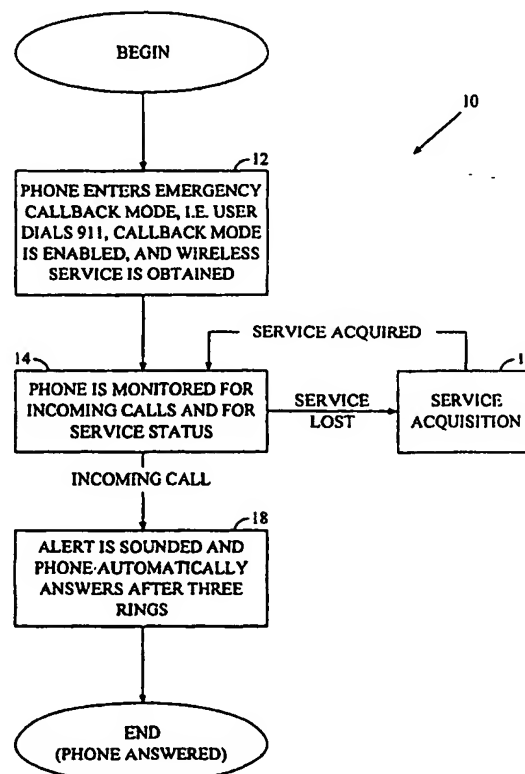 BEGIN
10
12
PHONE ENTERS EMERGENCY
CALLBACK MODE, I.E. USER
DIALS 911, CALLBACK MODE
IS ENABLED, AND WIRELESS
SERVICE IS OBTAINED
SERVICE ACQUIRED
14
PHONE IS MONITORED FOR
INCOMING CALLS AND FOR
SERVICE STATUS
SERVICE
LOST
SERVICE
ACQUISITION
INCOMING CALL
18
ALERT IS SOUNDED AND
PHONE AUTOMATICALLY
ANSWERS AFTER THREE
RINGS
END
(PHONE ANSWERED)